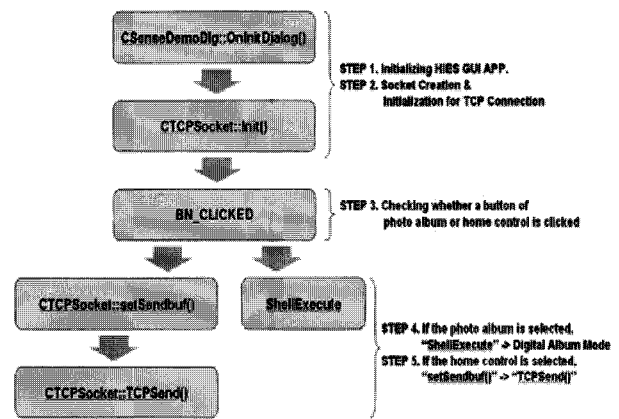 CSenseDemoDlg::OnInitDialog()
STEP 1. Initializing HIES GUI APP.
STEP 2. Socket Creation &
Initialization for TCP Connection
CTCPSocket::Init()
BN_CLICKED
STEP 3. Checking whether a button of
photo album or home control is clicked
CTCPSocket::setSendbuf()
ShellExecute
STEP 4. If the photo album is selected.
"ShellExecute" -> Digital Album Mode
STEP 5. If the home control is selected.
"setSendbuf()" -> "TCPSend()"
CTCPSocket::TCPSend()